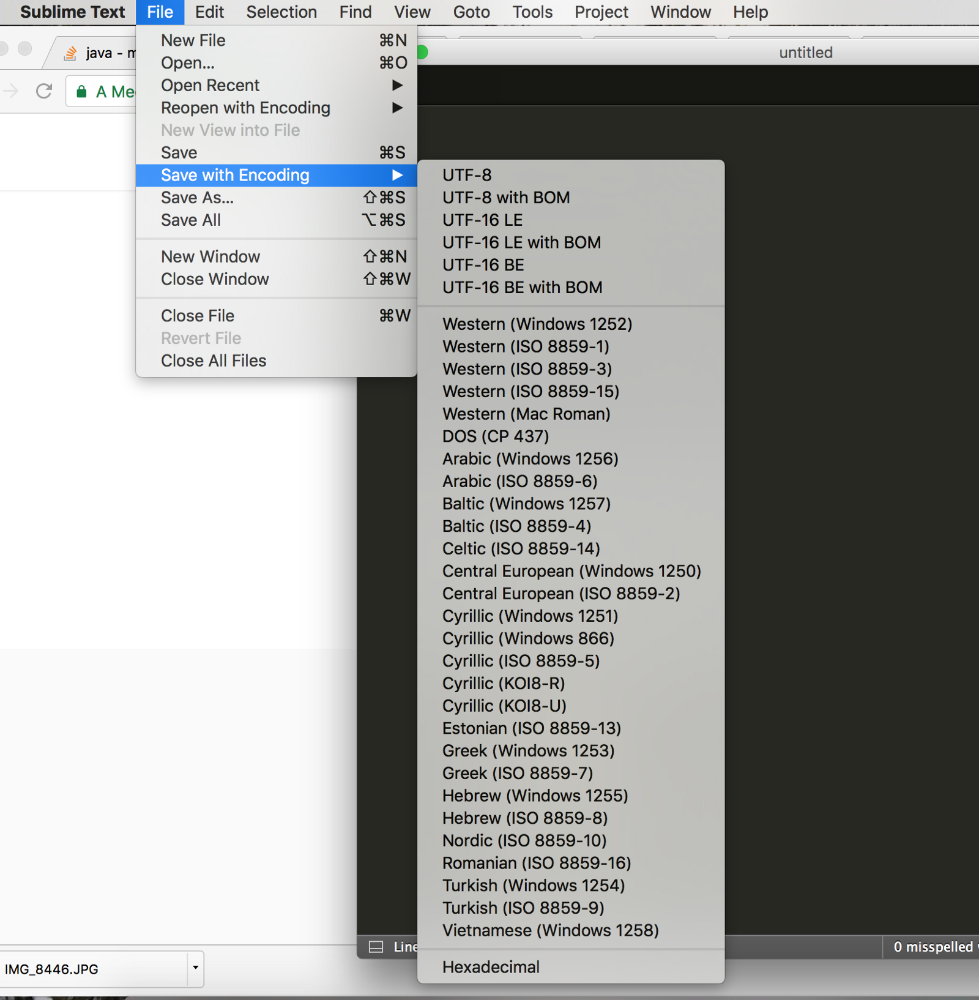 Sublime Text File Edit Selection Find View Goto Tools Project Window Help
java - m
untitled
A Me
New File ⌘N
Open... ⌘O
Open Recent ▶
Reopen with Encoding ▶
New View into File
Save ⌘S
Save with Encoding ▶
Save As... ⇧⌘S
Save All ⌥⌘S
New Window ⇧⌘N
Close Window ⇧⌘W
Close File ⌘W
Revert File
Close All Files
UTF-8
UTF-8 with BOM
UTF-16 LE
UTF-16 LE with BOM
UTF-16 BE
UTF-16 BE with BOM
Western (Windows 1252)
Western (ISO 8859-1)
Western (ISO 8859-3)
Western (ISO 8859-15)
Western (Mac Roman)
DOS (CP 437)
Arabic (Windows 1256)
Arabic (ISO 8859-6)
Baltic (Windows 1257)
Baltic (ISO 8859-4)
Celtic (ISO 8859-14)
Central European (Windows 1250)
Central European (ISO 8859-2)
Cyrillic (Windows 1251)
Cyrillic (Windows 866)
Cyrillic (ISO 8859-5)
Cyrillic (KOI8-R)
Cyrillic (KOI8-U)
Estonian (ISO 8859-13)
Greek (Windows 1253)
Greek (ISO 8859-7)
Hebrew (Windows 1255)
Hebrew (ISO 8859-8)
Nordic (ISO 8859-10)
Romanian (ISO 8859-16)
Turkish (Windows 1254)
Turkish (ISO 8859-9)
Vietnamese (Windows 1258)
Hexadecimal
Line
0 misspelled
IMG_8446.JPG